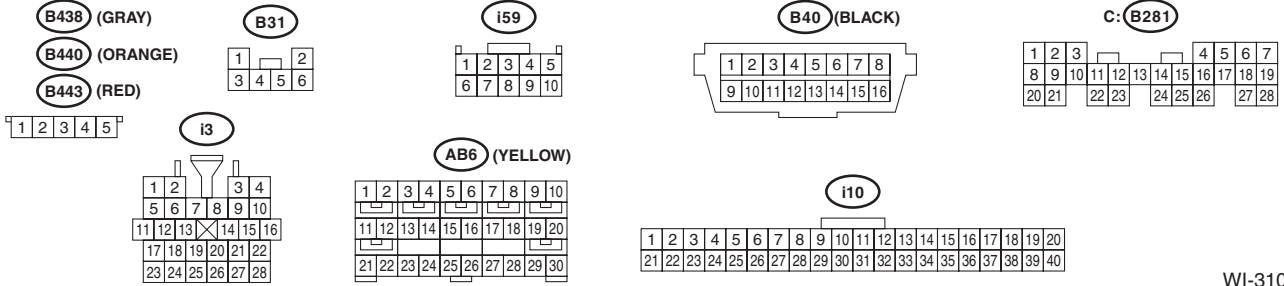 B438 (GRAY)
B440 (ORANGE)
B443 (RED)
1 2 3 4 5
B31
1 2
3 4 5 6
i59
1 2 3 4 5
6 7 8 9 10
B40 (BLACK)
1 2 3 4 5 6 7 8
9 10 11 12 13 14 15 16
C: B281
1 2 3 4 5 6 7
8 9 10 11 12 13 14 15 16 17 18 19
20 21 22 23 24 25 26 27 28
i3
1 2 3 4
5 6 7 8 9 10
11 12 13 14 15 16
17 18 19 20 21 22
23 24 25 26 27 28
AB6 (YELLOW)
1 2 3 4 5 6 7 8 9 10
11 12 13 14 15 16 17 18 19 20
21 22 23 24 25 26 27 28 29 30
i10
1 2 3 4 5 6 7 8 9 10 11 12 13 14 15 16 17 18 19 20
21 22 23 24 25 26 27 28 29 30 31 32 33 34 35 36 37 38 39 40
WI-310